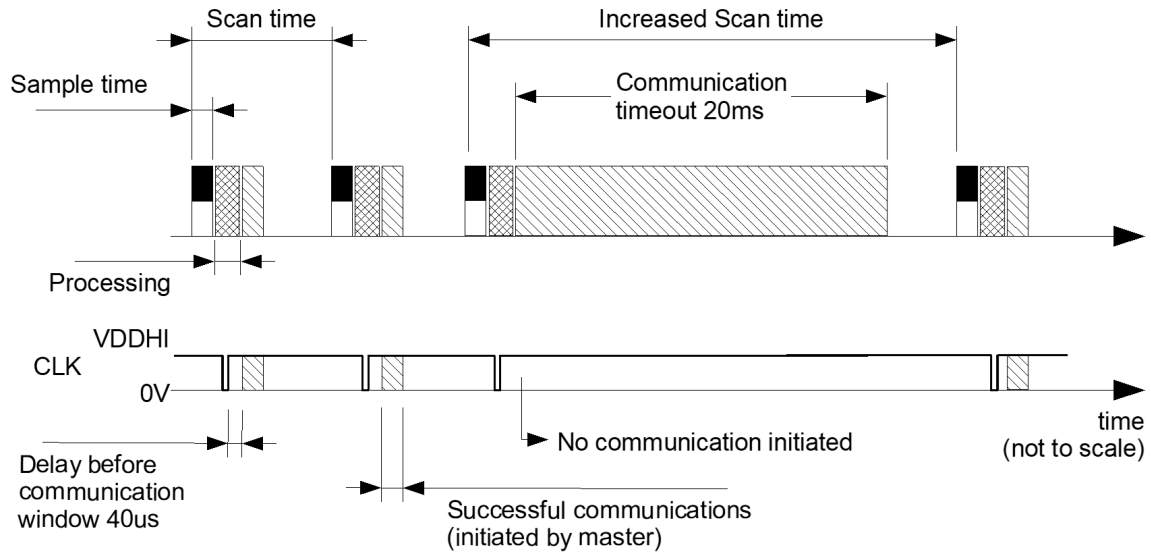 Scan time
Increased Scan time
Sample time
Communication
timeout 20ms
Processing
VDDHI
CLK
0V
time
(not to scale)
No communication initiated
Delay before
communication
window 40us
Successful communications
(initiated by master)